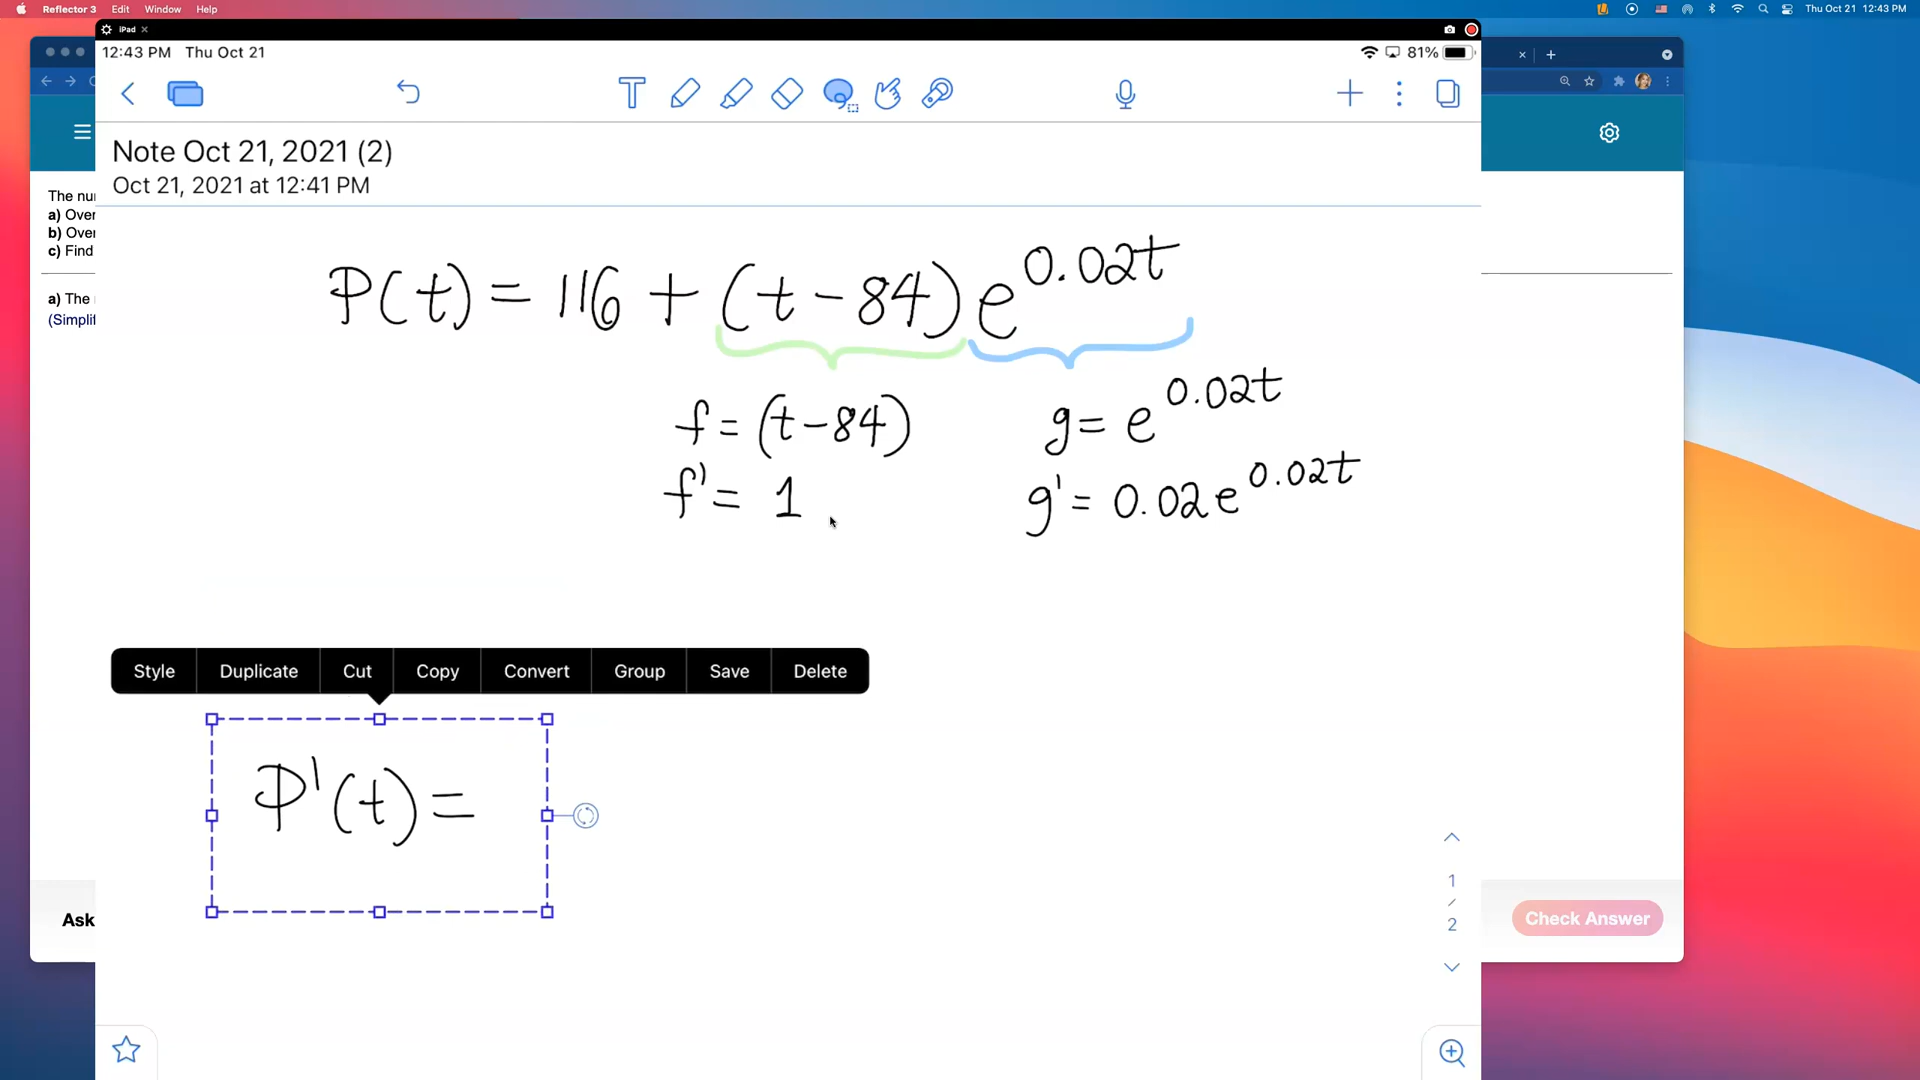 Reflector 3 Edit Window Help
Thu Oct 21 12:43 PM
iPad
12:43 PM Thu Oct 21
81%
T
Note Oct 21, 2021 (2)
Oct 21, 2021 at 12:41 PM
The nu
a) Over
b) Over
c) Find
a) The
(Simplif
P(t) = 116 + (t - 84) e^0.02t
f = (t - 84)
g = e^0.02t
f' = 1
g' = 0.02e^0.02t
Style Duplicate Cut Copy Convert Group Save Delete
P'(t) =
1
/
2
Ask
Check Answer